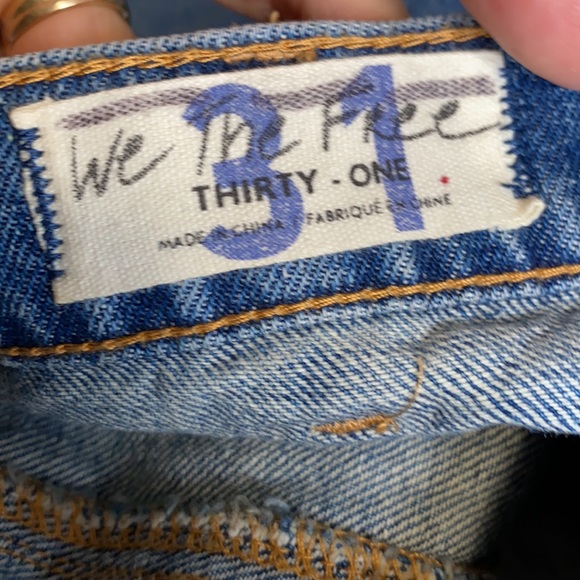 We The Free
31
THIRTY - ONE
MADE IN CHINA / FABRIQUÉ EN CHINE